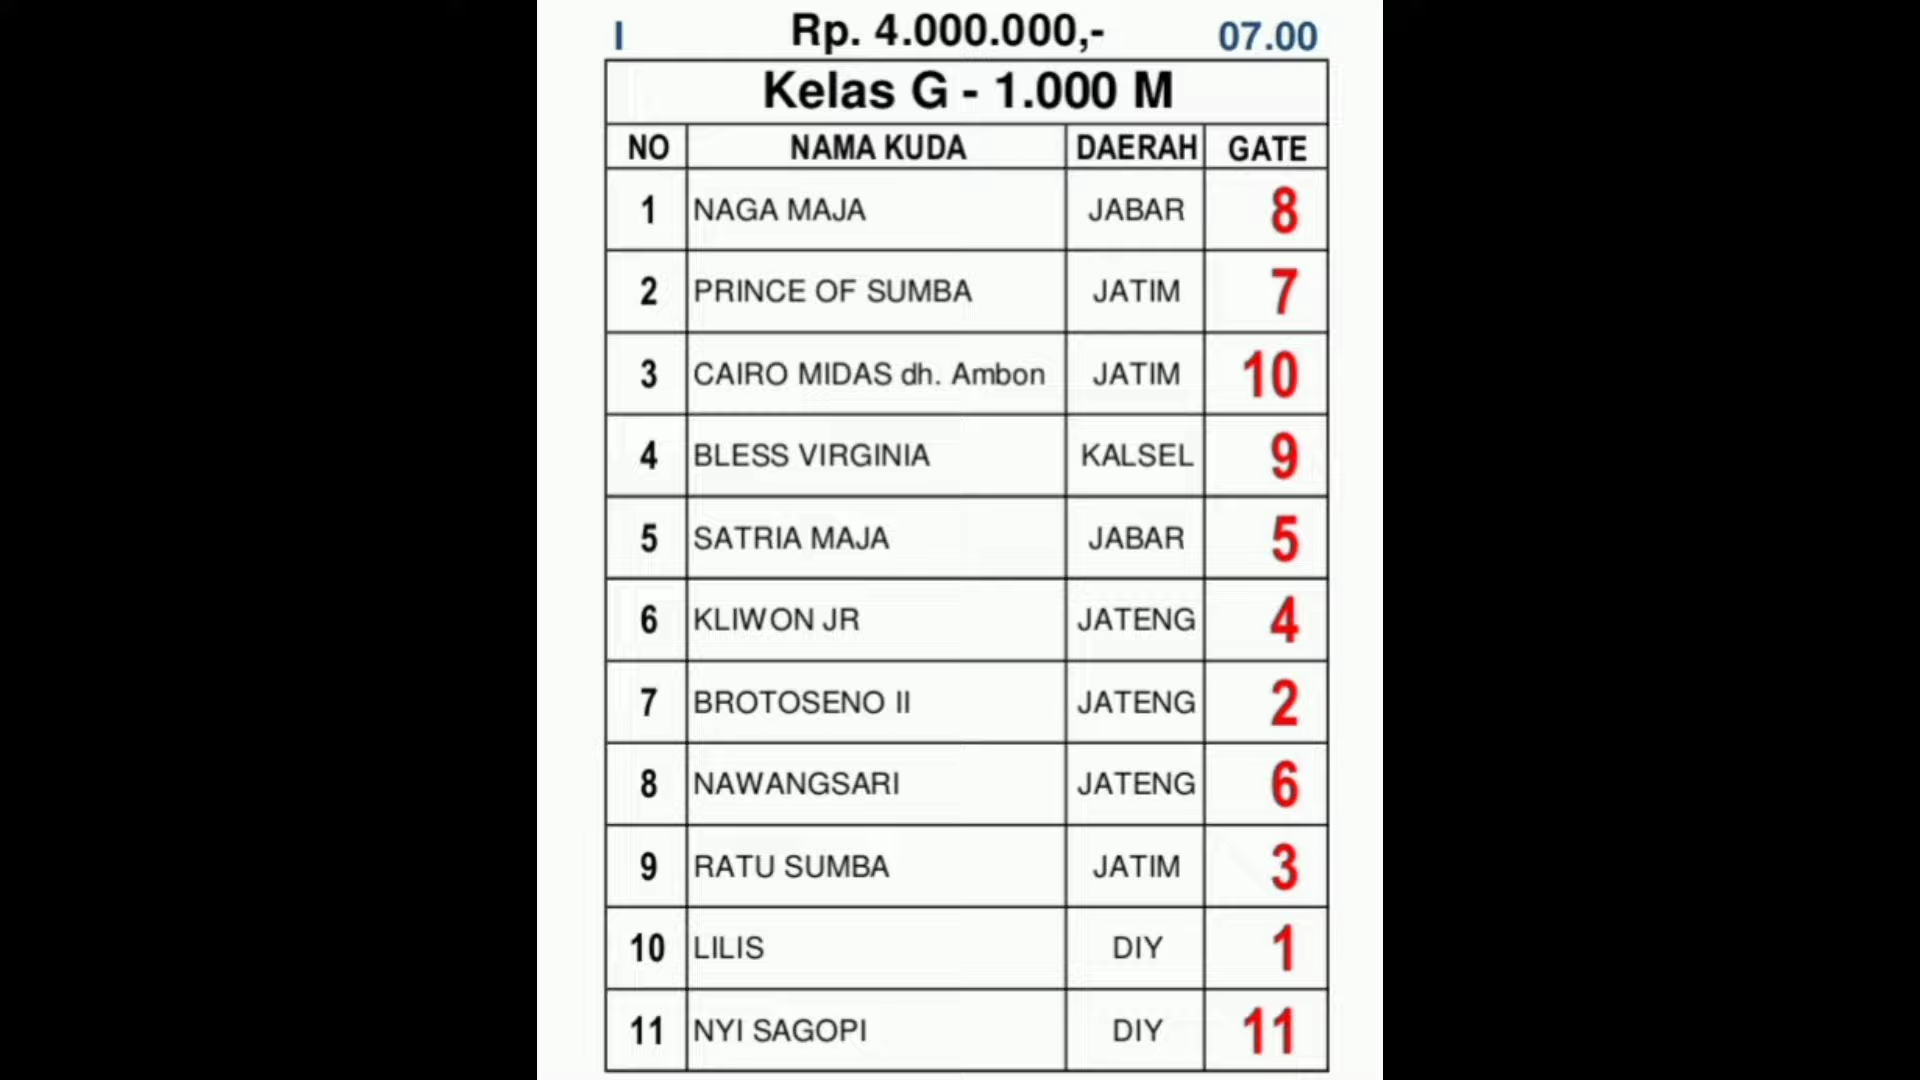 I Rp. 4.000.000,- 07.00
Kelas G - 1.000 M
NO NAMA KUDA DAERAH GATE
1 NAGA MAJA JABAR 8
2 PRINCE OF SUMBA JATIM 7
3 CAIRO MIDAS dh. Ambon JATIM 10
4 BLESS VIRGINIA KALSEL 9
5 SATRIA MAJA JABAR 5
6 KLIWON JR JATENG 4
7 BROTOSENO II JATENG 2
8 NAWANGSARI JATENG 6
9 RATU SUMBA JATIM 3
10 LILIS DIY 1
11 NYI SAGOPI DIY 11